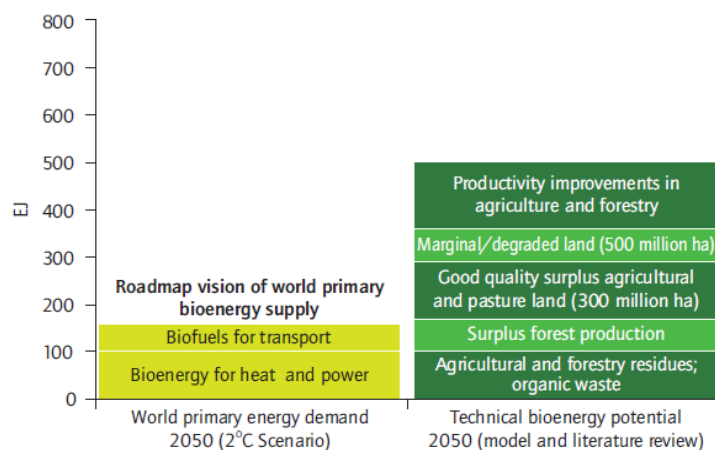 800
700
600
500
400
300
200
100
0
EJ
Roadmap vision of world primary
bioenergy supply
Biofuels for transport
Bioenergy for heat and power
World primary energy demand
2050 (2°C Scenario)
Productivity improvements in
agriculture and forestry
Marginal/degraded land (500 million ha)
Good quality surplus agricultural
and pasture land (300 million ha)
Surplus forest production
Agricultural and forestry residues;
organic waste
Technical bioenergy potential
2050 (model and literature review)